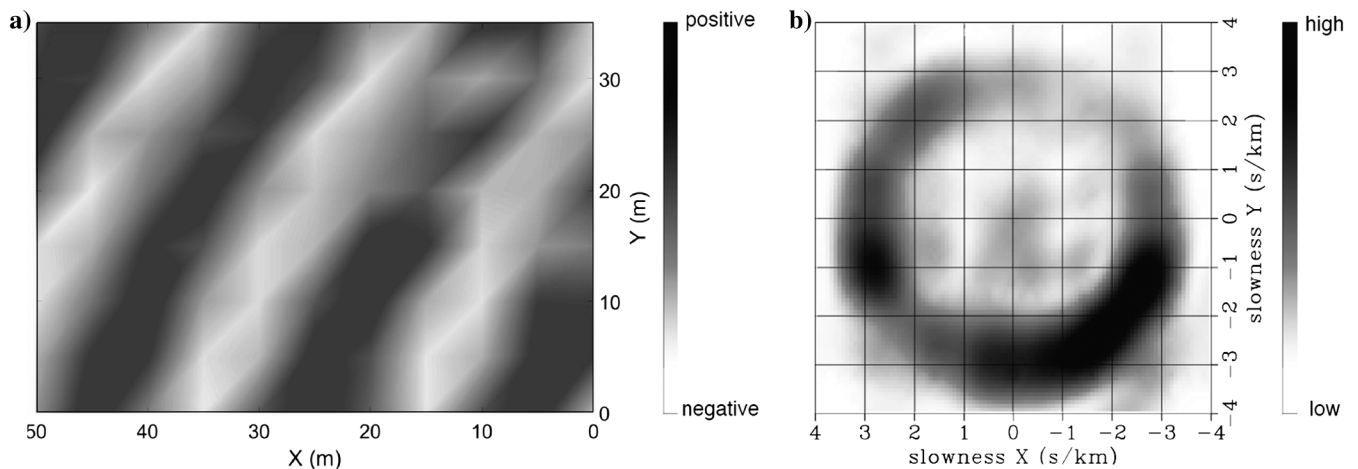 a)
positive
30
20
10
0
Y (m)
negative
50 40 30 20 10 0
X (m)
b)
4
3
2
1
0
-1
-2
-3
-4
slowness Y (s/km)
4 3 2 1 0 -1 -2 -3 -4
slowness X (s/km)
high
low